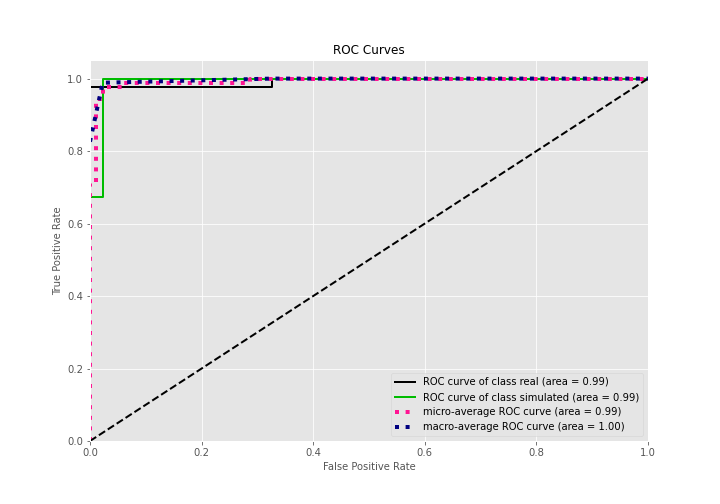 ROC Curves
True Positive Rate
1.0
0.8
0.6
0.4
0.2
0.0
0.0 0.2 0.4 0.6 0.8 1.0
False Positive Rate
ROC curve of class real (area = 0.99)
ROC curve of class simulated (area = 0.99)
micro-average ROC curve (area = 0.99)
macro-average ROC curve (area = 1.00)